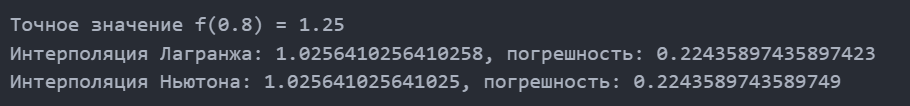 Точное значение f(0.8) = 1.25
Интерполяция Лагранжа: 1.0256410256410258, погрешность: 0.22435897435897423
Интерполяция Ньютона: 1.025641025641025, погрешность: 0.2243589743589749